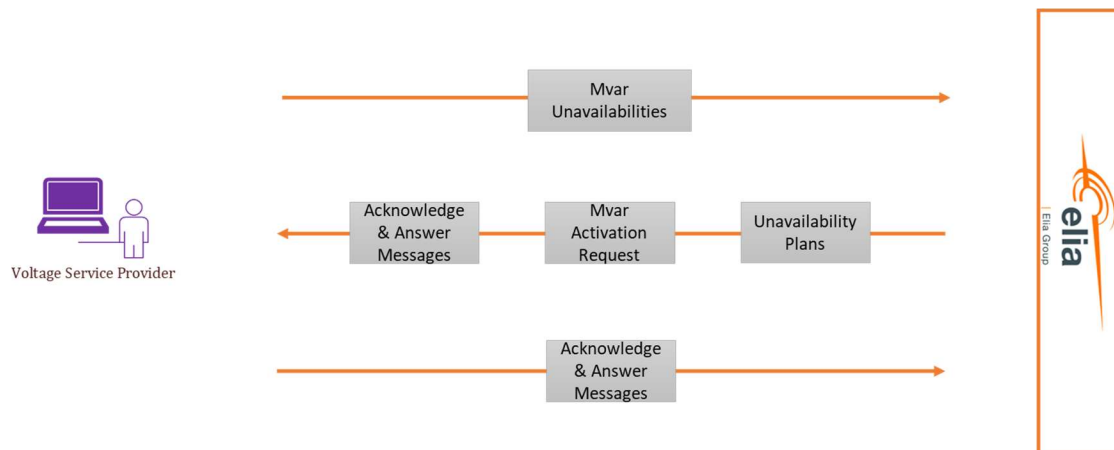 Mvar
Unavailabilities
Acknowledge
& Answer
Messages
Mvar
Activation
Request
Unavailability
Plans
Voltage Service Provider
elia
| Elia Group
Acknowledge
& Answer
Messages